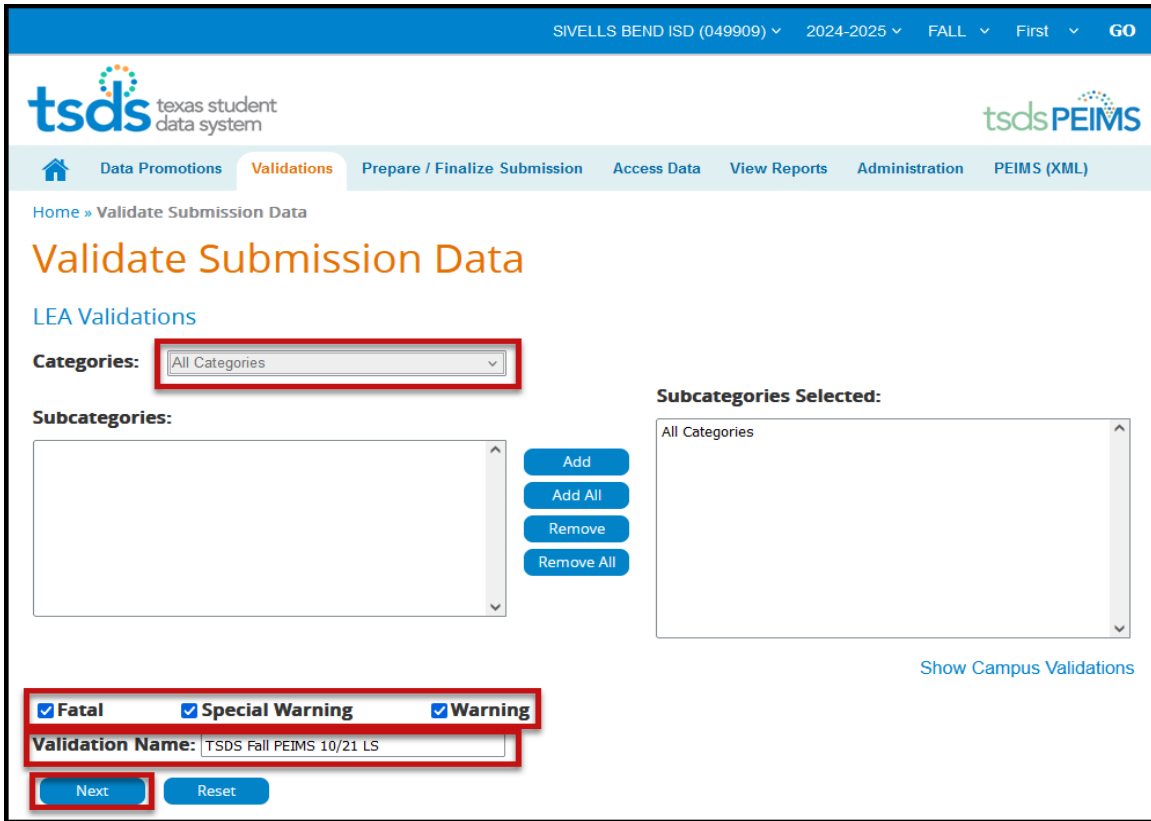 SIVELLS BEND ISD (049909) 2024-2025 FALL First GO
tsds texas student
data system
tsds PEIMS
Data Promotions Validations Prepare / Finalize Submission Access Data View Reports Administration PEIMS (XML)
Home » Validate Submission Data
Validate Submission Data
LEA Validations
Categories: All Categories
Subcategories:
Subcategories Selected:
All Categories
Add
Add All
Remove
Remove All
Show Campus Validations
Fatal Special Warning Warning
Validation Name: TSDS Fall PEIMS 10/21 LS
Next Reset